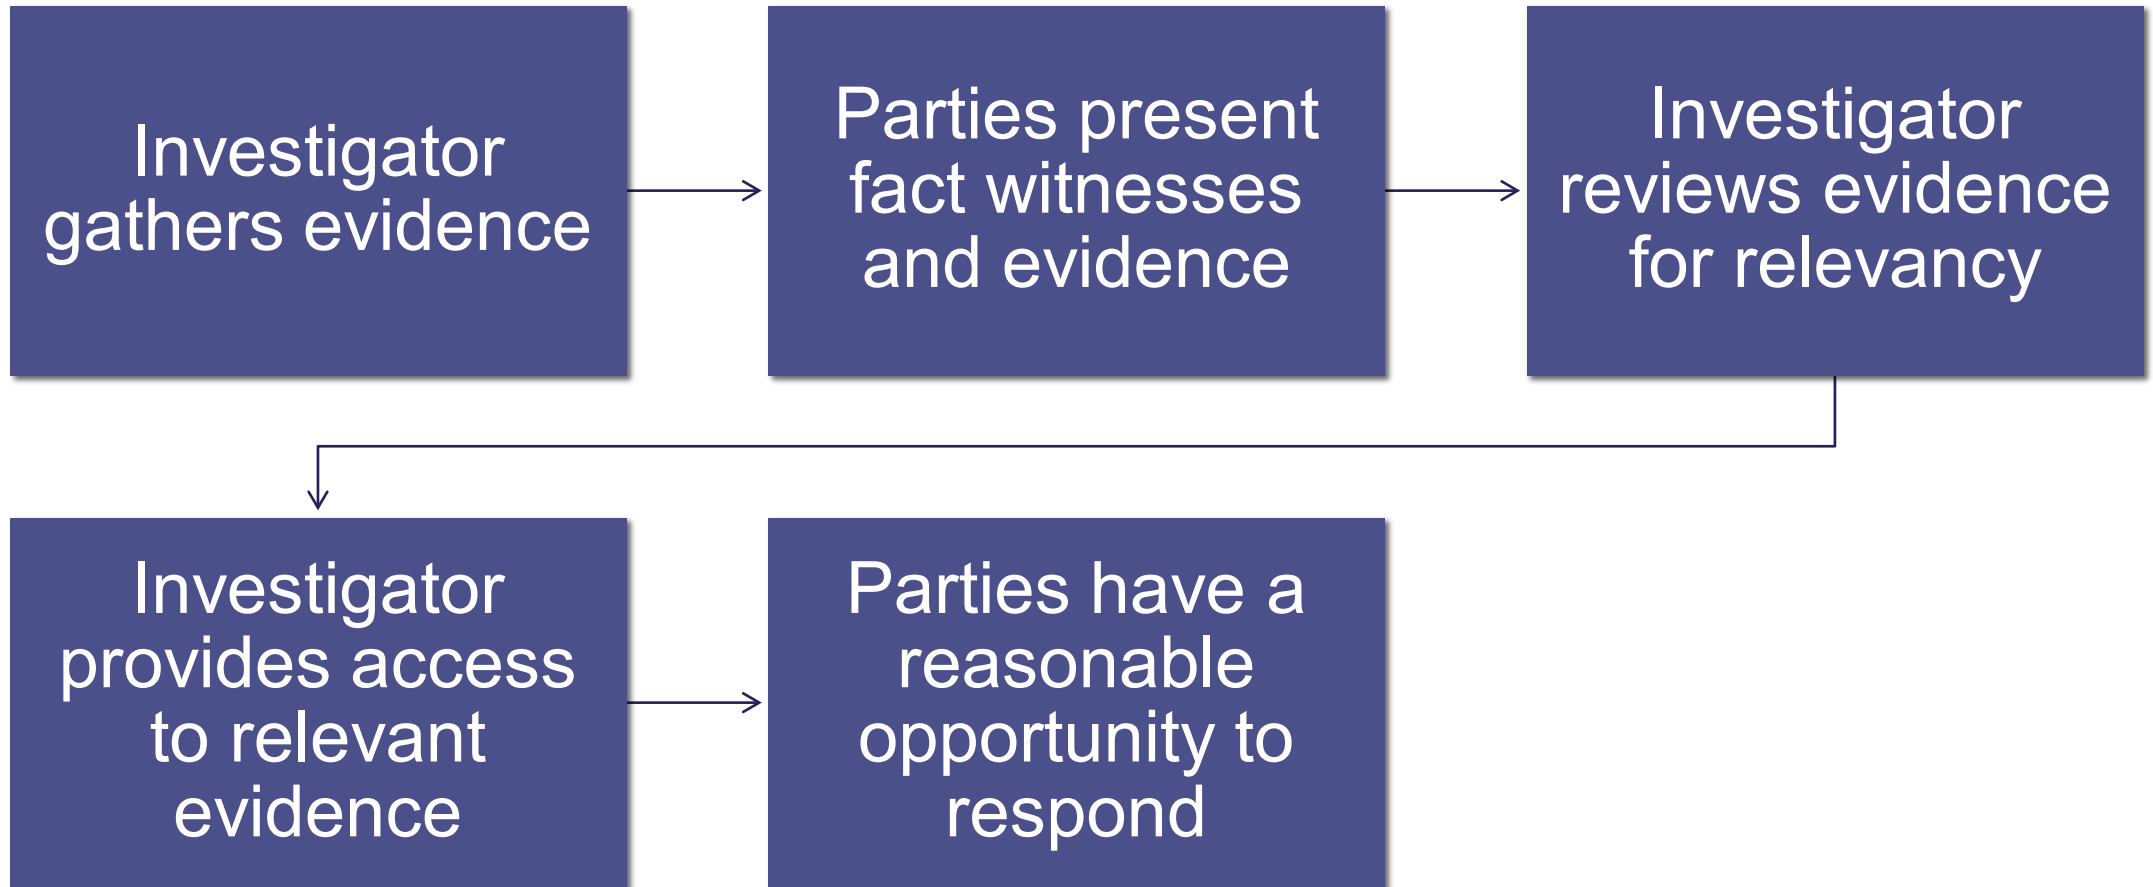 Investigator
gathers evidence
Parties present
fact witnesses
and evidence
Investigator
reviews evidence
for relevancy
Investigator
provides access
to relevant
evidence
Parties have a
reasonable
opportunity to
respond